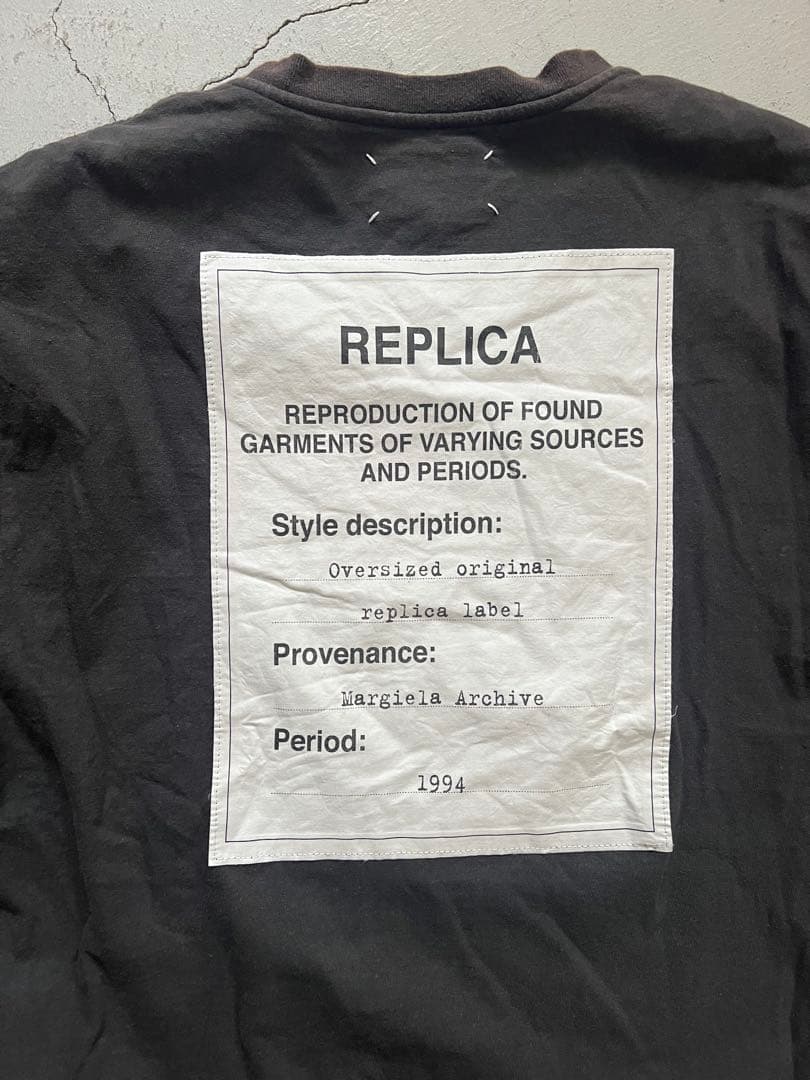 REPLICA
REPRODUCTION OF FOUND
GARMENTS OF VARYING SOURCES
AND PERIODS.
Style description:
Oversized original
replica label
Provenance:
Margiela Archive
Period:
1994